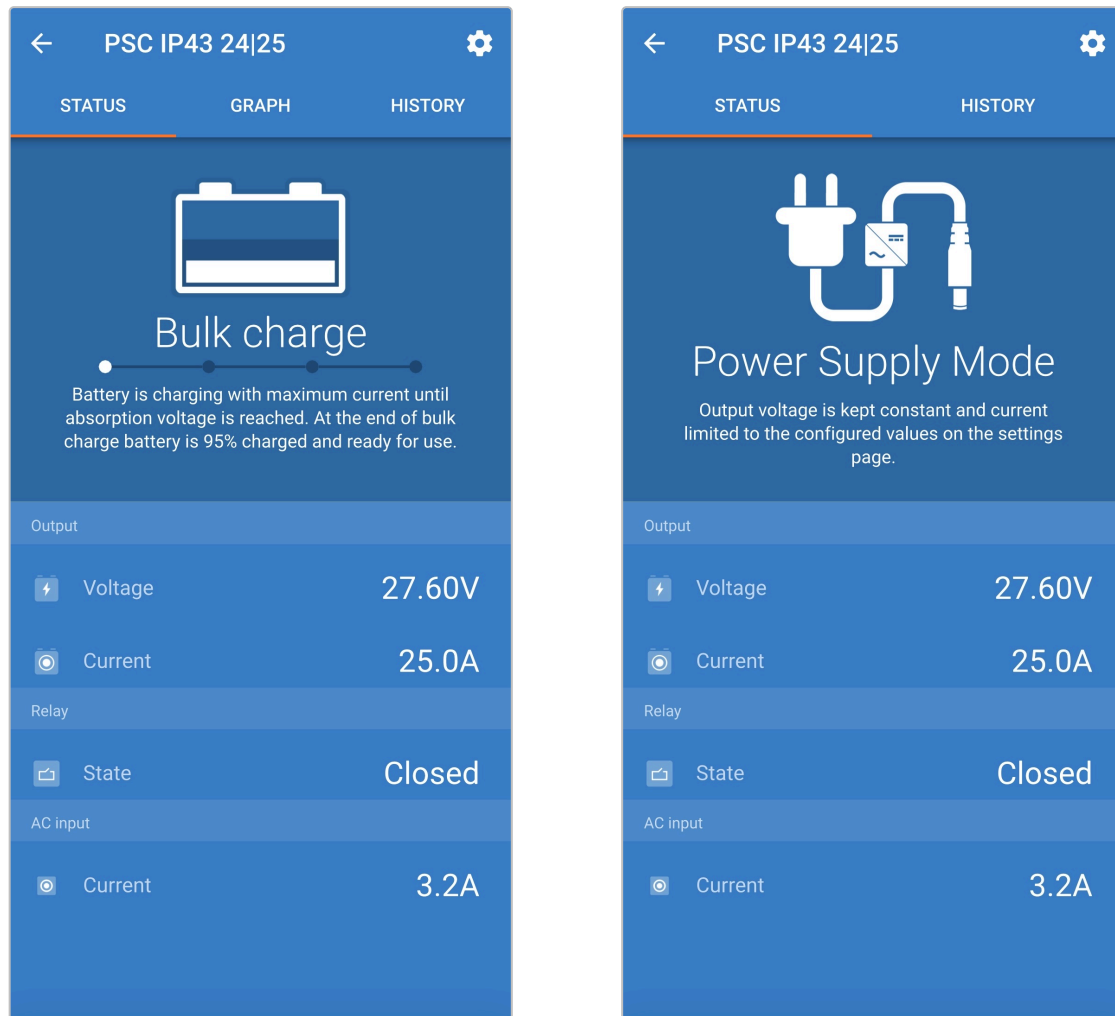 PSC IP43 24|25
STATUS GRAPH HISTORY
Bulk charge
Battery is charging with maximum current until
absorption voltage is reached. At the end of bulk
charge battery is 95% charged and ready for use.
Output
Voltage 27.60V
Current 25.0A
Relay
State Closed
AC input
Current 3.2A
PSC IP43 24|25
STATUS HISTORY
Power Supply Mode
Output voltage is kept constant and current
limited to the configured values on the settings
page.
Output
Voltage 27.60V
Current 25.0A
Relay
State Closed
AC input
Current 3.2A